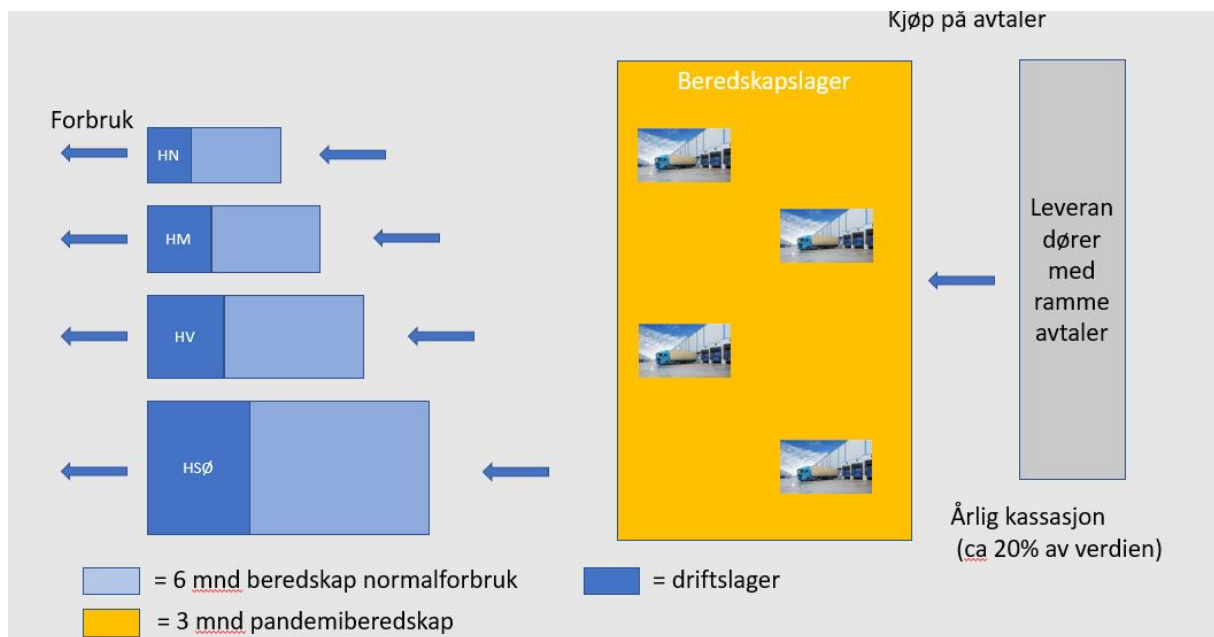 Kjøp på avtaler
Beredskapslager
Forbruk
HN
HM
HV
HSØ
Leveran
dører
med
ramme
avtaler
Årlig kassasjon
(ca 20% av verdien)
= 6 mnd beredskap normalforbruk
= driftslager
= 3 mnd pandemiberedskap